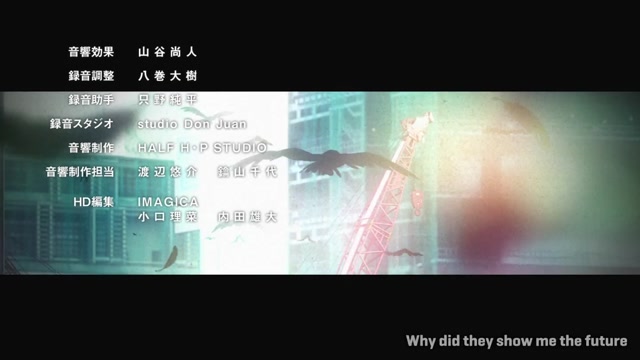 音響効果 山谷尚人
録音調整 八巻大樹
録音助手 只野純平
録音スタジオ studio Don Juan
音響制作 HALF H・P STUDIO
音響制作担当 渡辺悠介 鐘山千代
HD編集 IMAGICA
小口理菜 内田雄大
Why did they show me the future